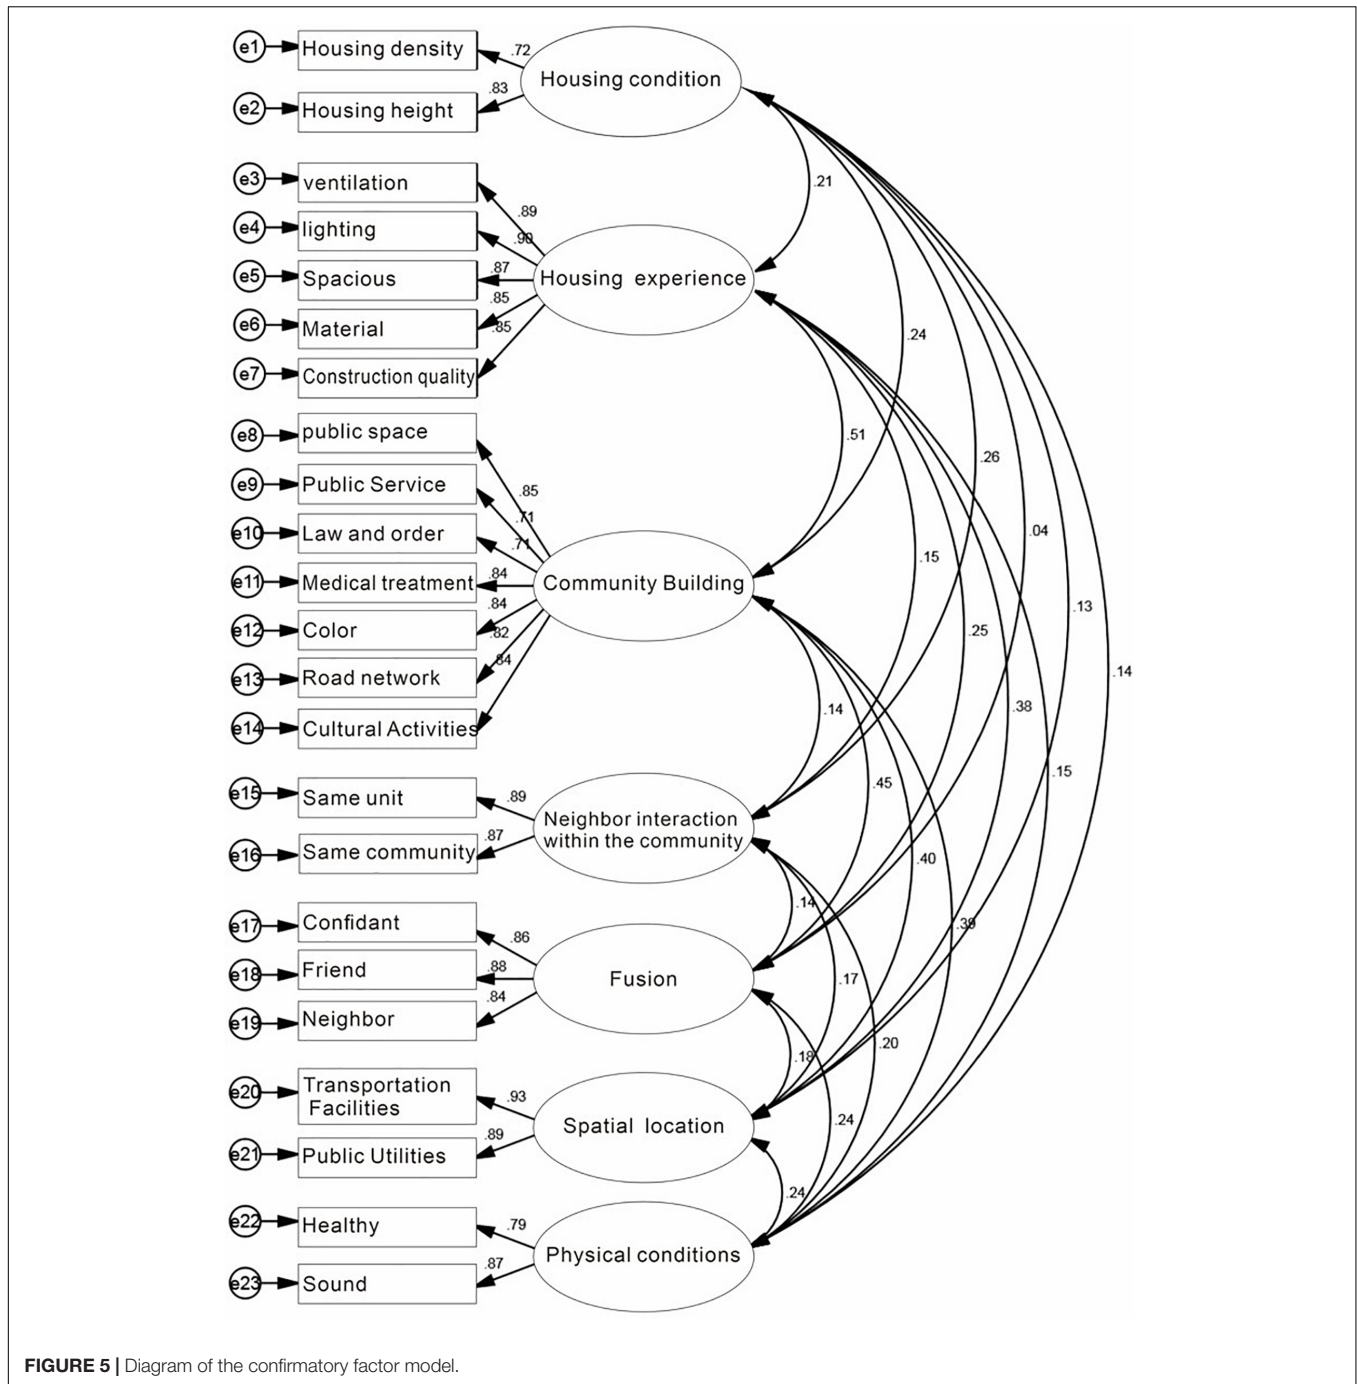 e1 Housing density .72
Housing condition
e2 Housing height .83
e3 ventilation .89
.21
e4 lighting .90
e5 Spacious .87
Housing experience
e6 Material .85
.24
e7 Construction quality .85
e8 public space .85
.51
.26
e9 Public Service .71
e10 Law and order .71
.04
.15
e11 Medical treatment .84
Community Building
.13
e12 Color .84
.25
e13 Road network .82
.14
e14 Cultural Activities .84
.14
.38
.15
.45
e15 Same unit .89
Neighbor interaction
within the community
e16 Same community .87
.40
e17 Confidant .86
.14
.39
e18 Friend .88
Fusion
.17
e19 Neighbor .84
.20
.18
e20 Transportation
Facilities .93
Spatial location
.24
e21 Public Utilities .89
.24
e22 Healthy .79
Physical conditions
e23 Sound .87
FIGURE 5 | Diagram of the confirmatory factor model.